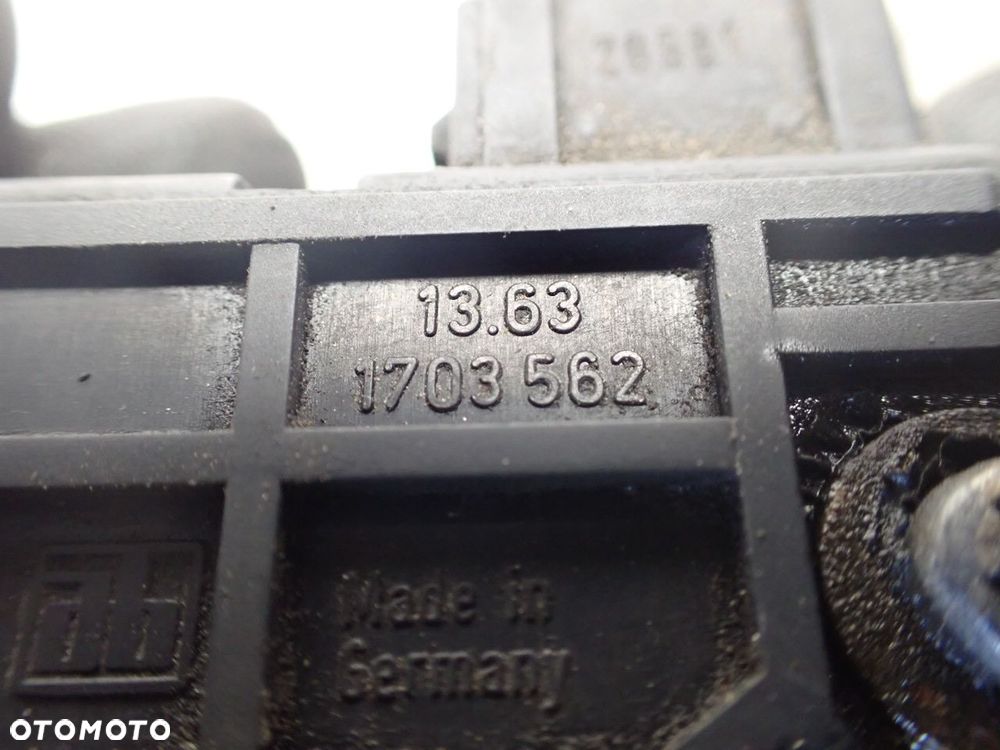 13.63
1703 562
Made in
Germany
OTOMOTO